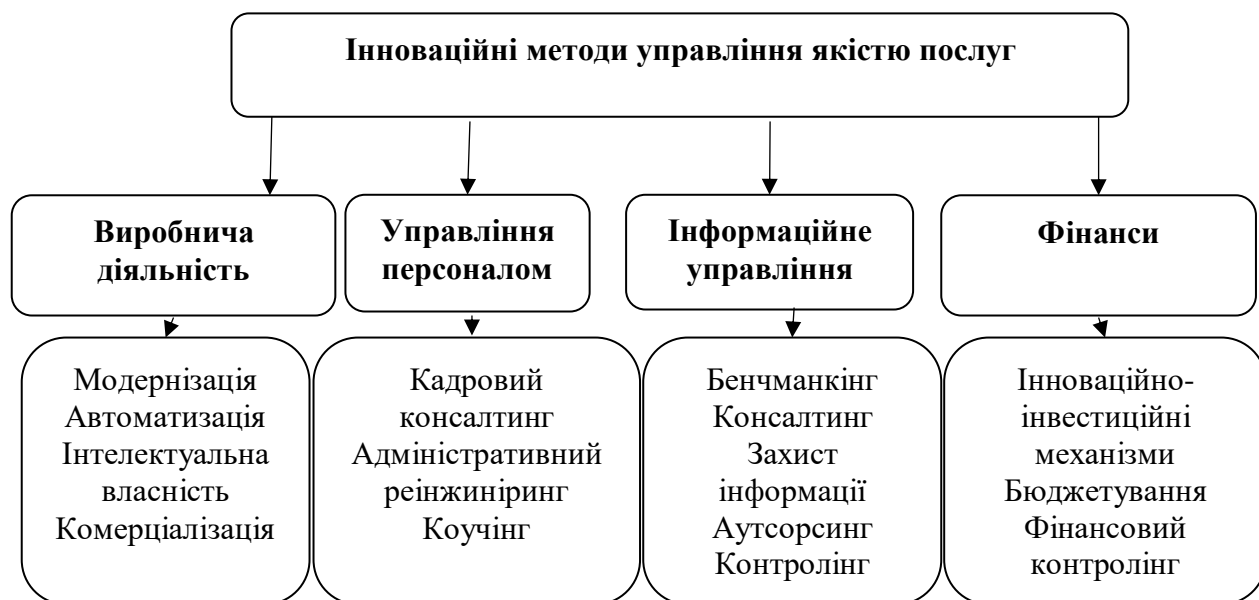 Інноваційні методи управління якістю послуг
Виробнича
діяльність
Управління
персоналом
Інформаційне
управління
Фінанси
Модернізація
Автоматизація
Інтелектуальна
власність
Комерціалізація
Кадровий
консалтинг
Адміністративний
реінжиніринг
Коучінг
Бенчманкінг
Консалтинг
Захист
інформації
Аутсорсинг
Контролінг
Інноваційно-
інвестиційні
механізми
Бюджетування
Фінансовий
контролінг